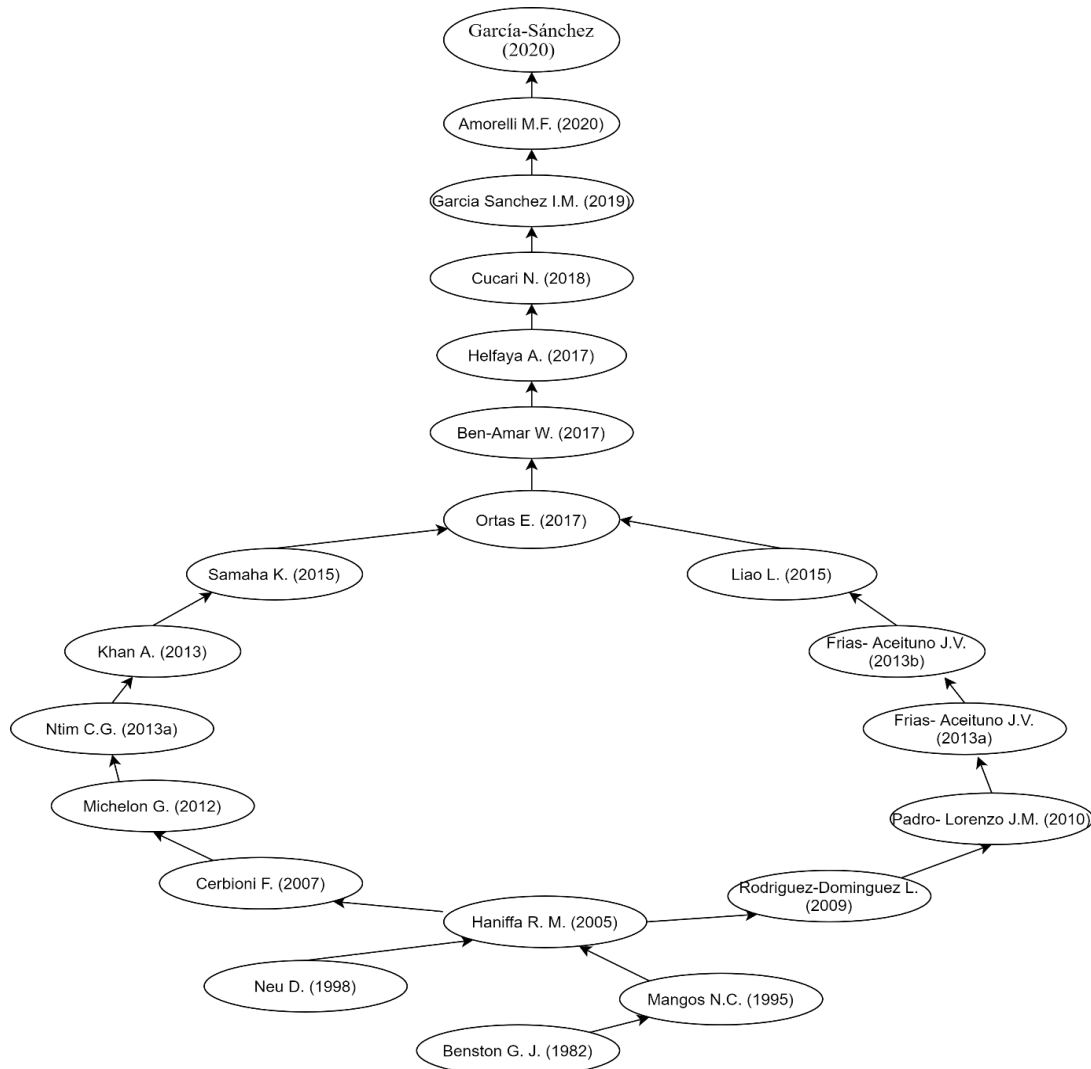 García-Sánchez
(2020)
Amorelli M.F. (2020)
Garcia Sanchez I.M. (2019)
Cucari N. (2018)
Helfaya A. (2017)
Ben-Amar W. (2017)
Ortas E. (2017)
Samaha K. (2015)
Liao L. (2015)
Khan A. (2013)
Frias- Aceituno J.V.
(2013b)
Ntim C.G. (2013a)
Frias- Aceituno J.V.
(2013a)
Michelon G. (2012)
Padro- Lorenzo J.M. (2010)
Cerbioni F. (2007)
Rodriguez-Dominguez L.
(2009)
Haniffa R. M. (2005)
Neu D. (1998)
Mangos N.C. (1995)
Benston G. J. (1982)